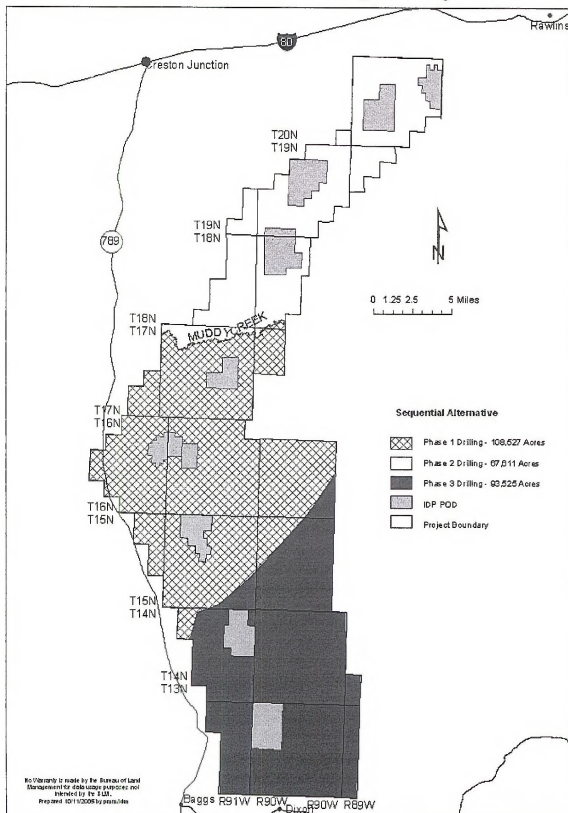 Rawlins
80
Creston Junction
T20N
T19N
T19N
T18N
789
N
0 1.25 2.5 5 Miles
T18N
T17N
MUDDY CREEK
T17N
T16N
Sequential Alternative
Phase 1 Drilling - 108,527 Acres
Phase 2 Drilling - 67,811 Acres
Phase 3 Drilling - 93,525 Acres
IDP POD
Project Boundary
T16N
T15N
T15N
T14N
T14N
T13N
No Warranty is made by the Bureau of Land
Management for data usage purposes not
intended by the BLM.
Prepared 10/11/2005 by
Baggs R91W R90W R90W R89W
Dixon